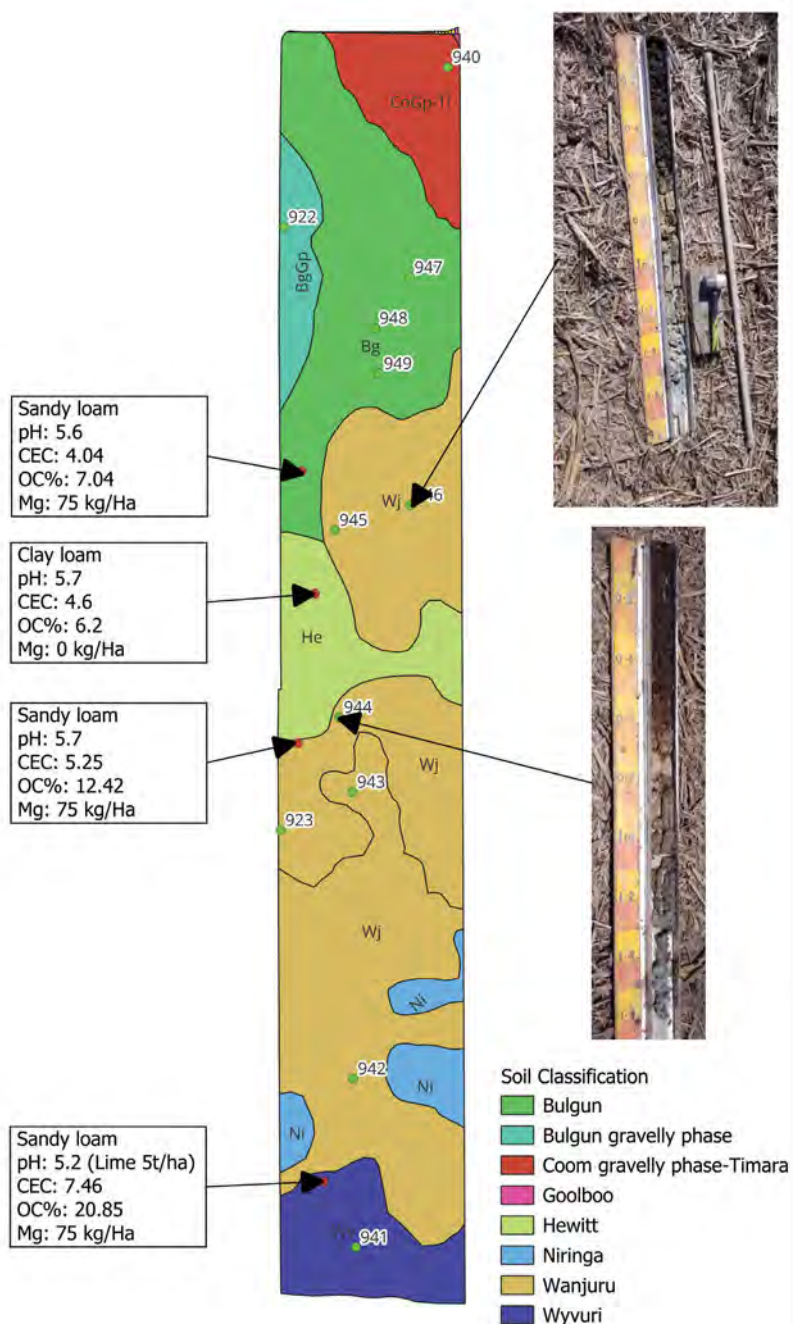 940
CnGp-Ti
922
947
BgGp
948
Bg
949
Sandy loam
pH: 5.6
CEC: 4.04
OC%: 7.04
Mg: 75 kg/Ha
Wj
46
945
Clay loam
pH: 5.7
CEC: 4.6
OC%: 6.2
Mg: 0 kg/Ha
He
Sandy loam
pH: 5.7
CEC: 5.25
OC%: 12.42
Mg: 75 kg/Ha
944
Wj
943
923
Wj
Ni
942
Ni
Ni
Sandy loam
pH: 5.2 (Lime 5t/ha)
CEC: 7.46
OC%: 20.85
Mg: 75 kg/Ha
941
Soil Classification
Bulgun
Bulgun gravelly phase
Coom gravelly phase-Timara
Goolboo
Hewitt
Niringa
Wanjuru
Wyvuri